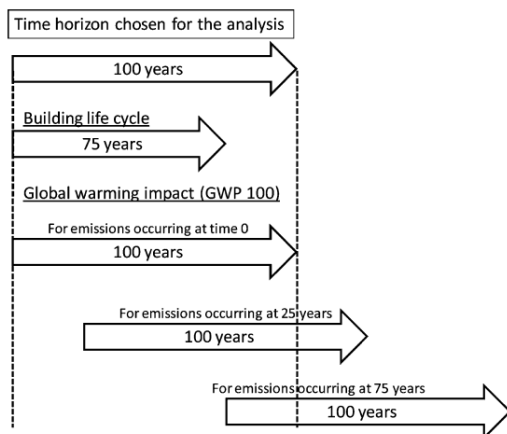 Time horizon chosen for the analysis
100 years
Building life cycle
75 years
Global warming impact (GWP 100)
For emissions occurring at time 0
100 years
For emissions occurring at 25 years
100 years
For emissions occurring at 75 years
100 years